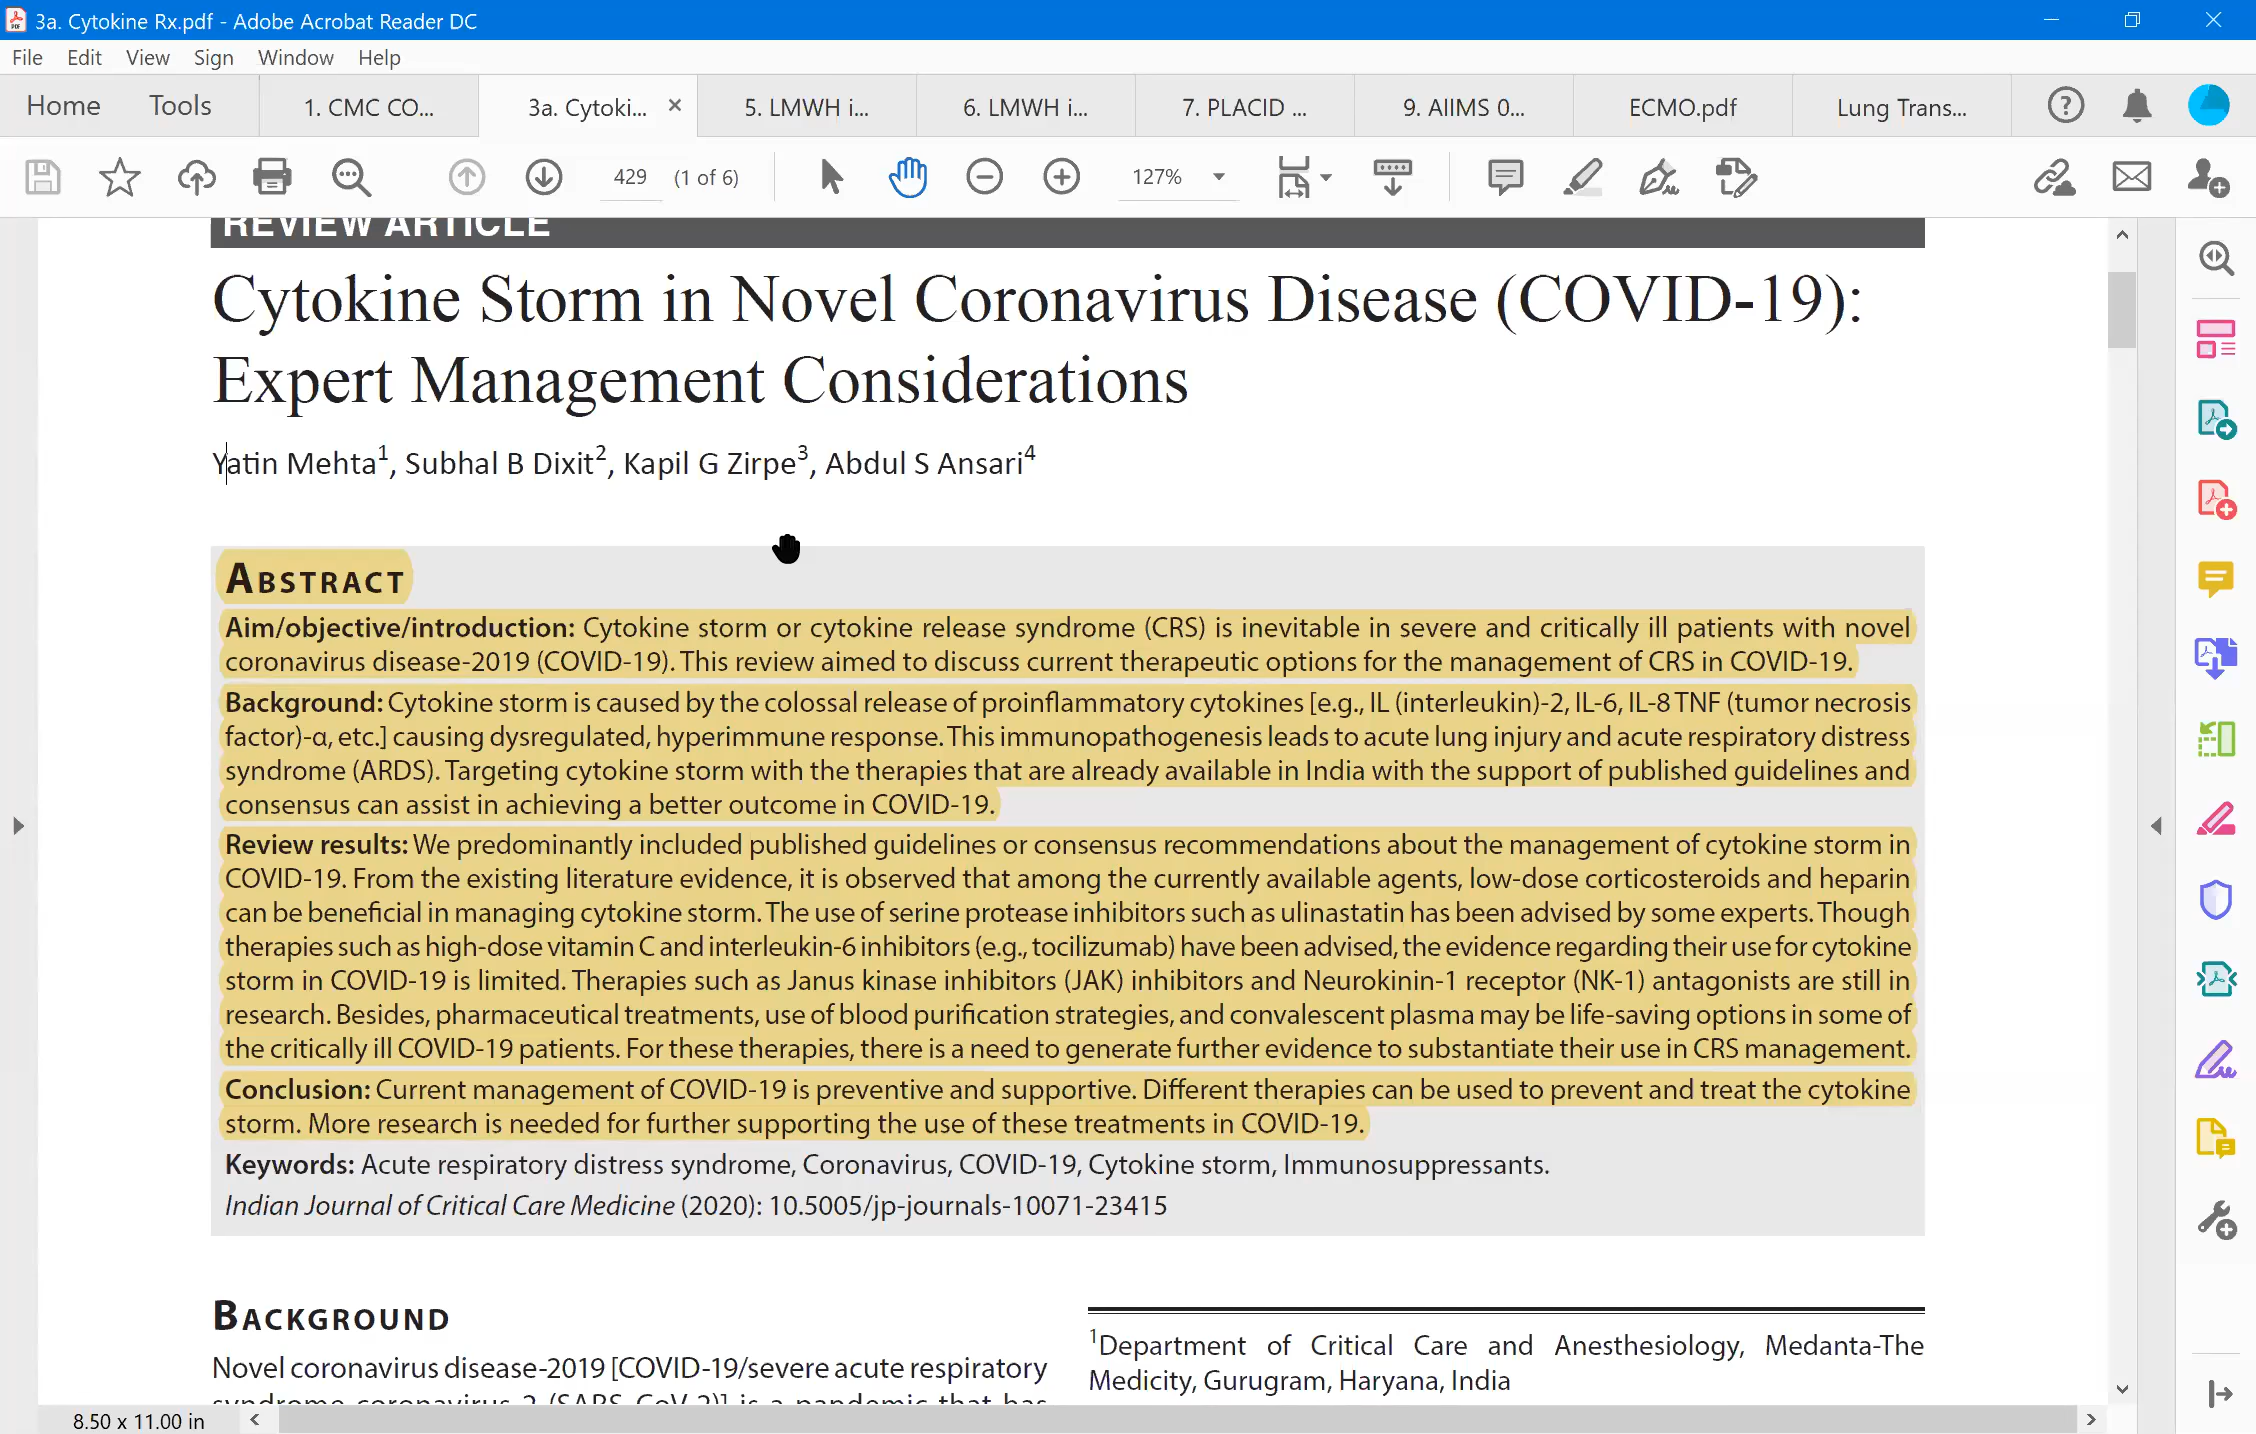 3a. Cytokine Rx.pdf - Adobe Acrobat Reader DC
File Edit View Sign Window Help
Home Tools 1. CMC CO... 3a. Cytoki... 5. LMWH i... 6. LMWH i... 7. PLACID ... 9. AIIMS 0... ECMO.pdf Lung Trans...
429 (1 of 6) 127%
REVIEW ARTICLE
Cytokine Storm in Novel Coronavirus Disease (COVID-19):
Expert Management Considerations
Yatin Mehta1, Subhal B Dixit2, Kapil G Zirpe3, Abdul S Ansari4
ABSTRACT
Aim/objective/introduction: Cytokine storm or cytokine release syndrome (CRS) is inevitable in severe and critically ill patients with novel
coronavirus disease-2019 (COVID-19). This review aimed to discuss current therapeutic options for the management of CRS in COVID-19.
Background: Cytokine storm is caused by the colossal release of proinflammatory cytokines [e.g., IL (interleukin)-2, IL-6, IL-8 TNF (tumor necrosis
factor)-α, etc.] causing dysregulated, hyperimmune response. This immunopathogenesis leads to acute lung injury and acute respiratory distress
syndrome (ARDS). Targeting cytokine storm with the therapies that are already available in India with the support of published guidelines and
consensus can assist in achieving a better outcome in COVID-19.
Review results: We predominantly included published guidelines or consensus recommendations about the management of cytokine storm in
COVID-19. From the existing literature evidence, it is observed that among the currently available agents, low-dose corticosteroids and heparin
can be beneficial in managing cytokine storm. The use of serine protease inhibitors such as ulinastatin has been advised by some experts. Though
therapies such as high-dose vitamin C and interleukin-6 inhibitors (e.g., tocilizumab) have been advised, the evidence regarding their use for cytokine
storm in COVID-19 is limited. Therapies such as Janus kinase inhibitors (JAK) inhibitors and Neurokinin-1 receptor (NK-1) antagonists are still in
research. Besides, pharmaceutical treatments, use of blood purification strategies, and convalescent plasma may be life-saving options in some of
the critically ill COVID-19 patients. For these therapies, there is a need to generate further evidence to substantiate their use in CRS management.
Conclusion: Current management of COVID-19 is preventive and supportive. Different therapies can be used to prevent and treat the cytokine
storm. More research is needed for further supporting the use of these treatments in COVID-19.
Keywords: Acute respiratory distress syndrome, Coronavirus, COVID-19, Cytokine storm, Immunosuppressants.
Indian Journal of Critical Care Medicine (2020): 10.5005/jp-journals-10071-23415
BACKGROUND
Novel coronavirus disease-2019 [COVID-19/severe acute respiratory
syndrome coronavirus 2 (SARS-CoV-2)] is a pandemic that has
1Department of Critical Care and Anesthesiology, Medanta-The
Medicity, Gurugram, Haryana, India
8.50 x 11.00 in